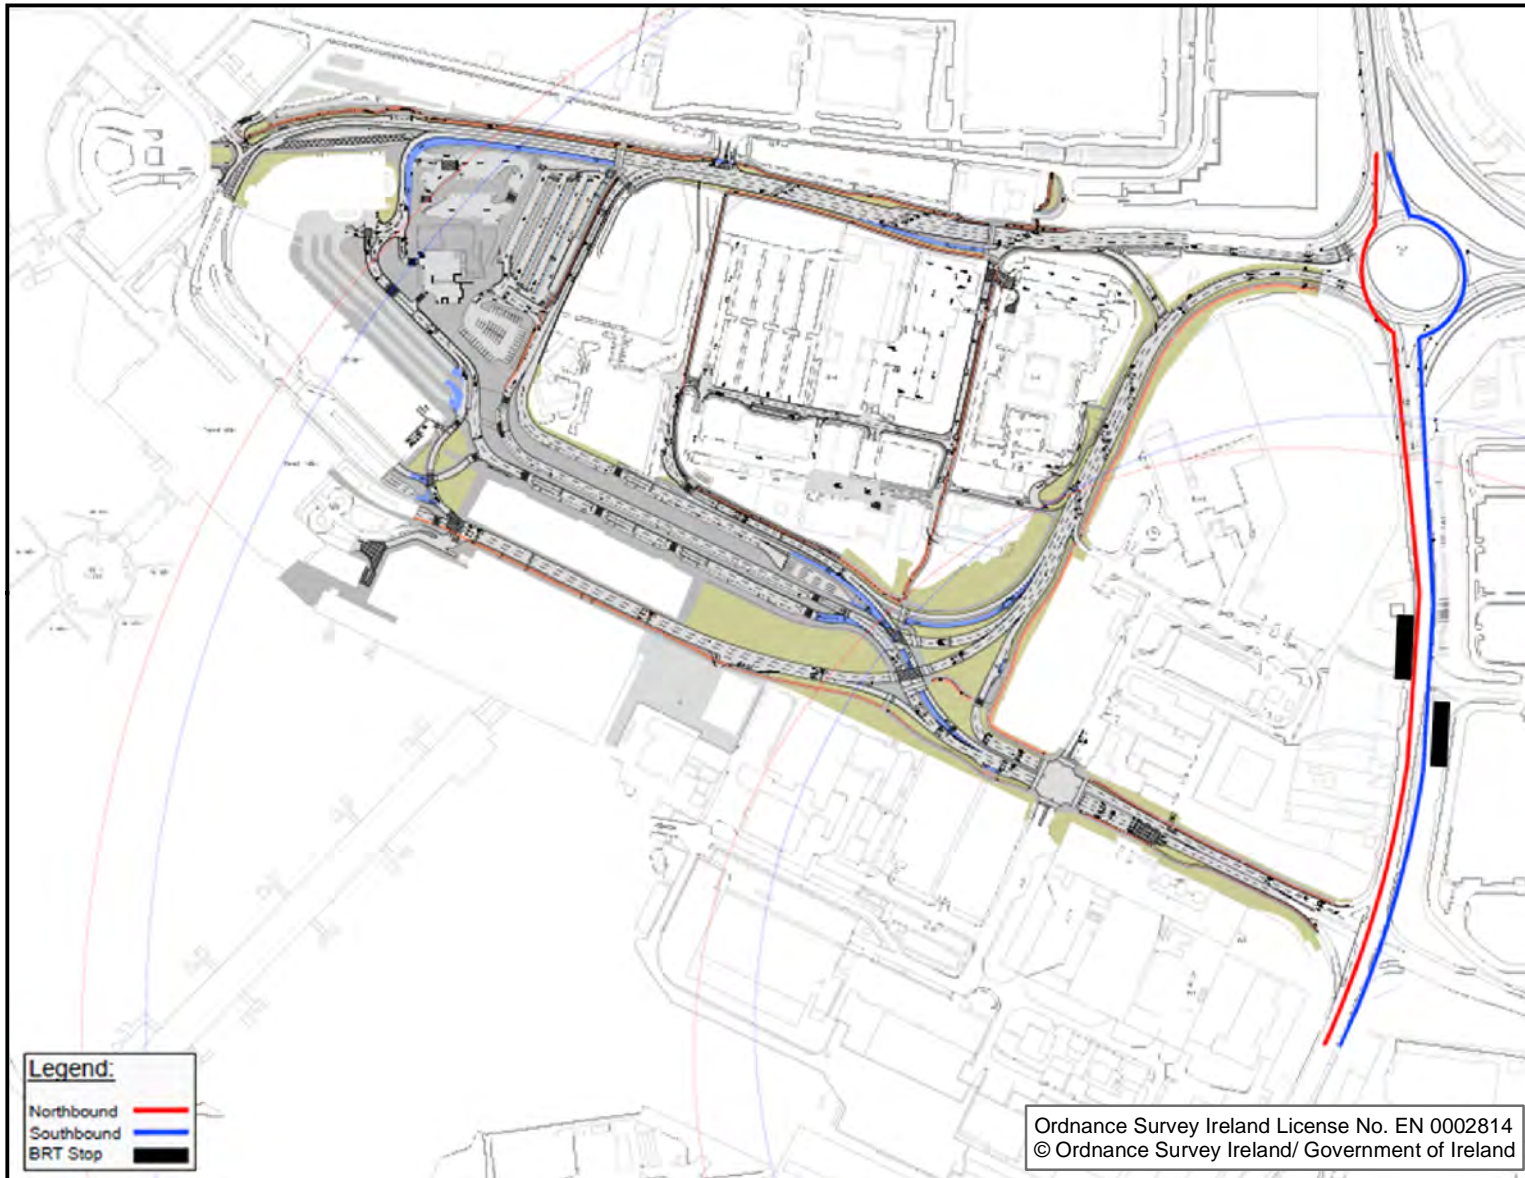 Legend:
Northbound
Southbound
BRT Stop
Ordnance Survey Ireland License No. EN 0002814
© Ordnance Survey Ireland/ Government of Ireland